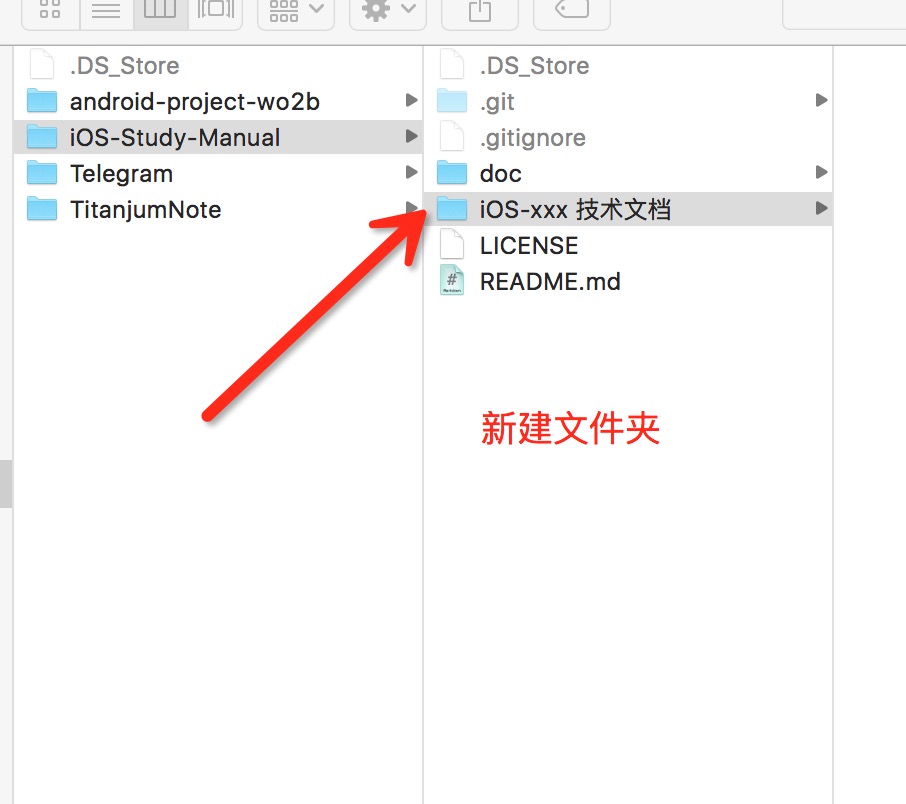 .DS_Store
android-project-wo2b
iOS-Study-Manual
Telegram
TitanjumNote
.DS_Store
.git
.gitignore
doc
iOS-xxx 技术文档
LICENSE
README.md
新建文件夹